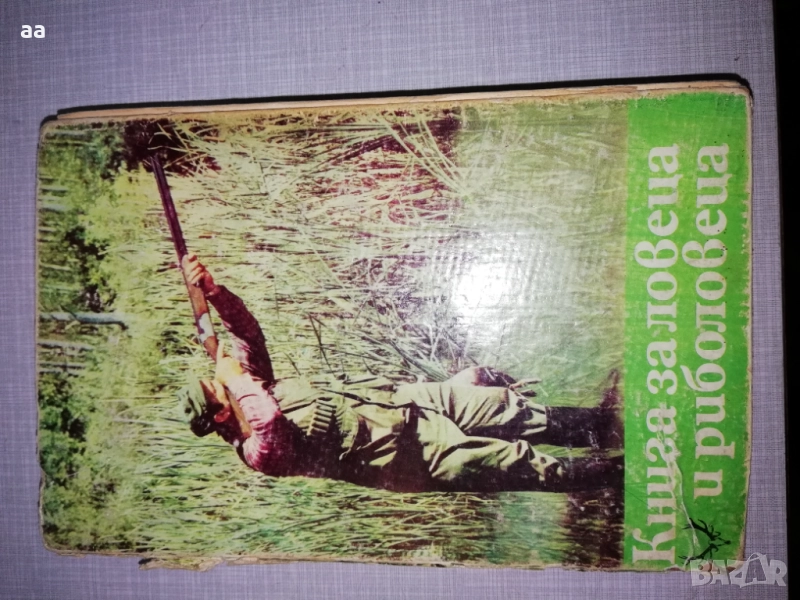 aa
Книга за ловеца
и риболовеца
BAZAR